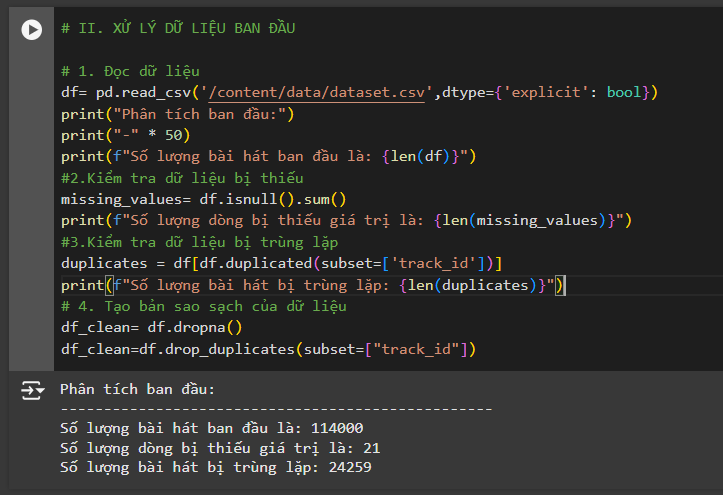 # II. XỬ LÝ DỮ LIỆU BAN ĐẦU
# 1. Đọc dữ liệu
df= pd.read_csv('/content/data/dataset.csv',dtype={'explicit': bool})
print("Phân tích ban đầu:")
print("-" * 50)
print(f"Số lượng bài hát ban đầu là: {len(df)}")
#2.Kiểm tra dữ liệu bị thiếu
missing_values= df.isnull().sum()
print(f"Số lượng dòng bị thiếu giá trị là: {len(missing_values)}")
#3.Kiểm tra dữ liệu bị trùng lặp
duplicates = df[df.duplicated(subset=['track_id'])]
print(f"Số lượng bài hát bị trùng lặp: {len(duplicates)}")
# 4. Tạo bản sao sạch của dữ liệu
df_clean= df.dropna()
df_clean=df.drop_duplicates(subset=["track_id"])
Phân tích ban đầu:
--------------------------------------------------
Số lượng bài hát ban đầu là: 114000
Số lượng dòng bị thiếu giá trị là: 21
Số lượng bài hát bị trùng lặp: 24259